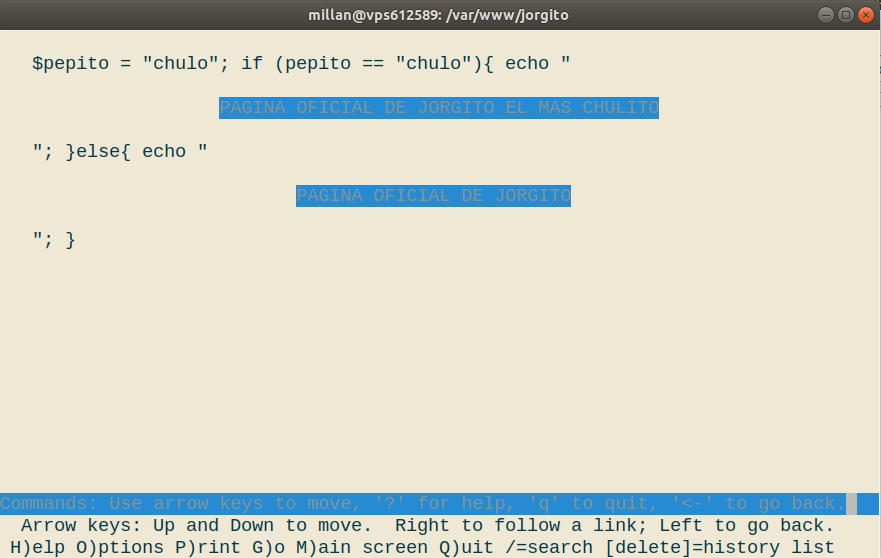 millan@vps612589: /var/www/jorgito
$pepito = "chulo"; if (pepito == "chulo"){ echo "
PAGINA OFICIAL DE JORGITO EL MAS CHULITO
"; }else{ echo "
PAGINA OFICIAL DE JORGITO
"; }
Commands: Use arrow keys to move, '?' for help, 'q' to quit, '<-' to go back.
Arrow keys: Up and Down to move.  Right to follow a link; Left to go back.
H)elp O)ptions P)rint G)o M)ain screen Q)uit /=search [delete]=history list